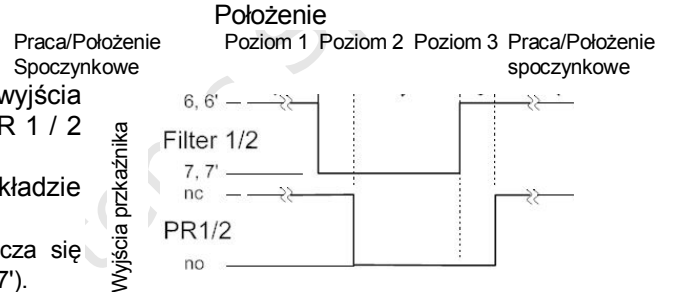 Położenie
Praca/Położenie Spoczynkowe
Poziom 1 Poziom 2 Poziom 3
Praca/Położenie spoczynkowe
wyjścia
R 1 / 2
kładzie
cza się
7').
Wyjścia przkaźnika
6, 6'
Filter 1/2
7, 7'
nc
PR1/2
no